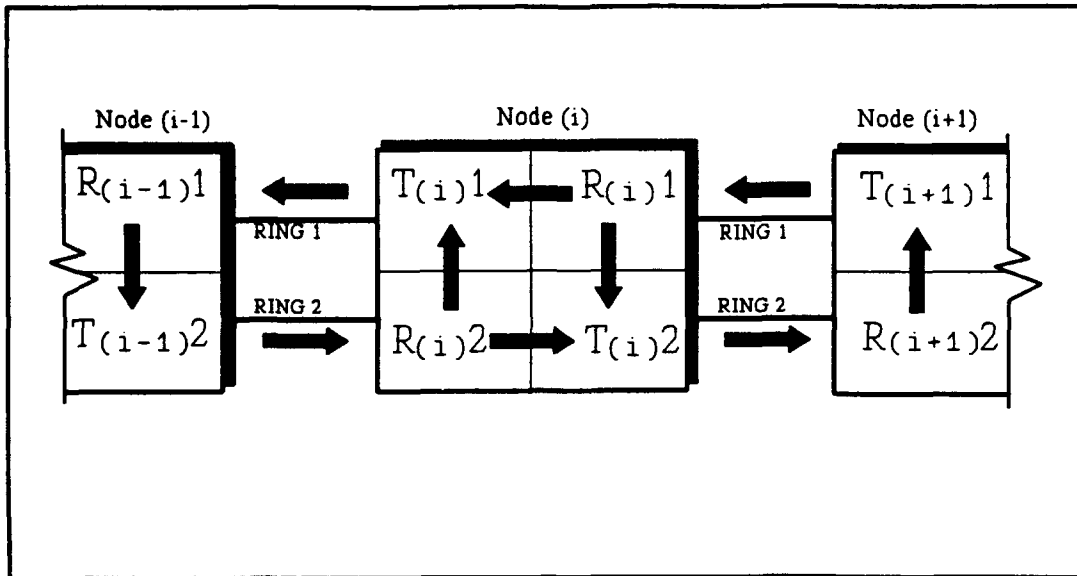 Node (i-1) Node (i) Node (i+1)
R(i-1)1 T(i)1 R(i)1 T(i+1)1
RING 1 RING 1
RING 2 RING 2
T(i-1)2 R(i)2 T(i)2 R(i+1)2